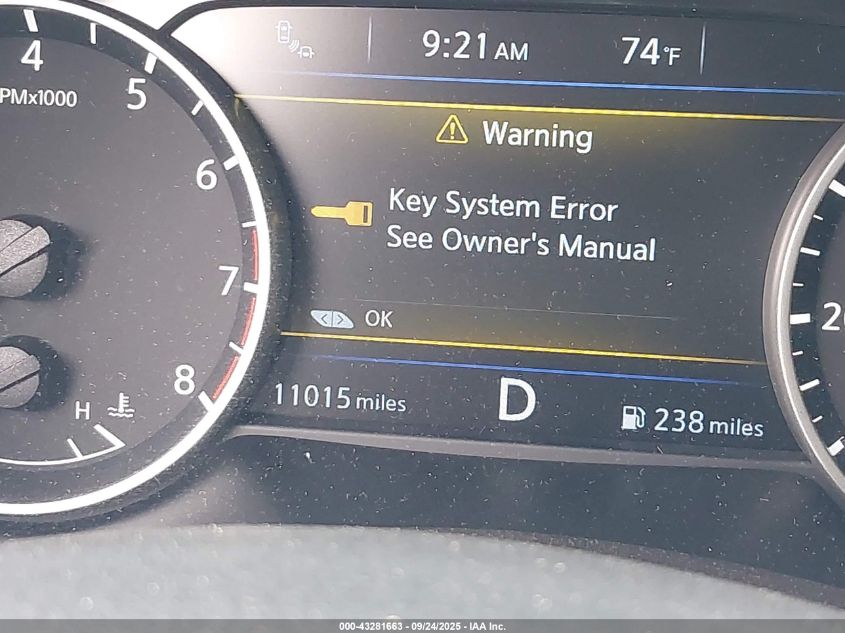 9:21 AM 74°F
4
5
6
7
8
PMx1000
H
Warning
Key System Error
See Owner's Manual
<|> OK
11015 miles D 238 miles
20
000-43281663 - 09/24/2025 - IAA Inc.